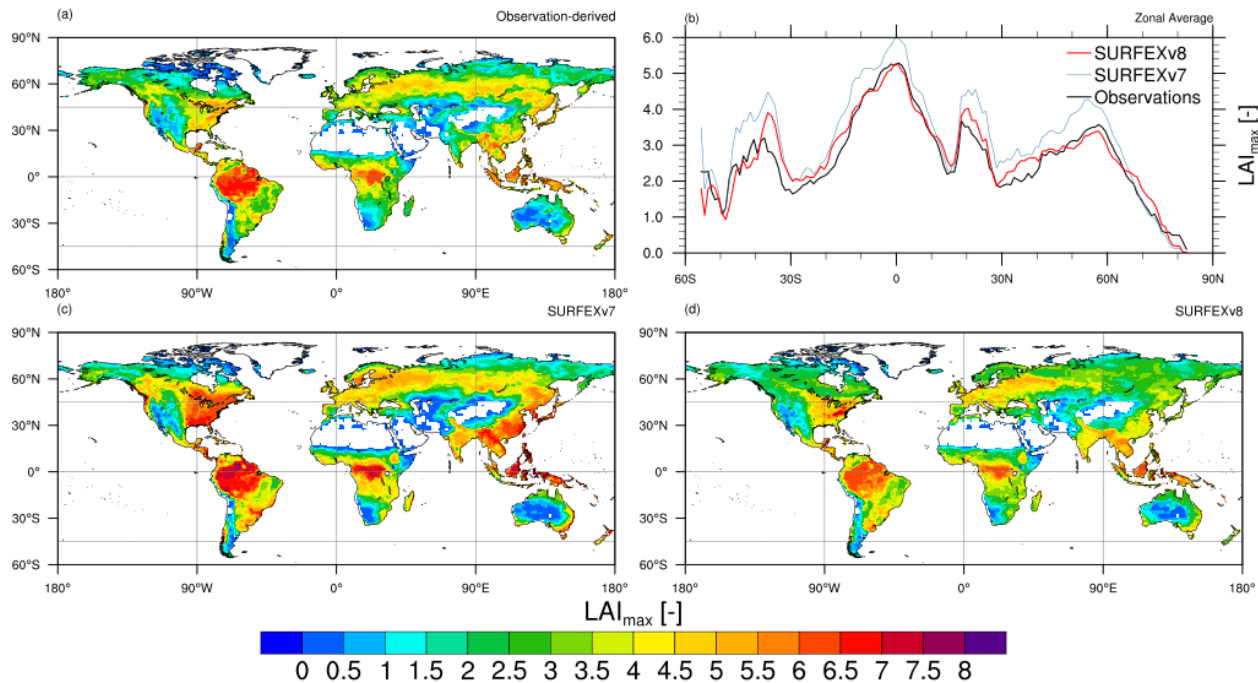 (a) Observation-derived
90°N
60°N
30°N
0°
30°S
60°S
180° 90°W 0° 90°E 180°
(b) Zonal Average
6.0
5.0
4.0
3.0
2.0
1.0
0.0
LAImax [-]
SURFEXv8
SURFEXv7
Observations
60S 30S 0 30N 60N 90N
(c) SURFEXv7
90°N
60°N
30°N
0°
30°S
60°S
180° 90°W 0° 90°E 180°
(d) SURFEXv8
90°N
60°N
30°N
0°
30°S
60°S
180° 90°W 0° 90°E 180°
LAImax [-]
0 0.5 1 1.5 2 2.5 3 3.5 4 4.5 5 5.5 6 6.5 7 7.5 8